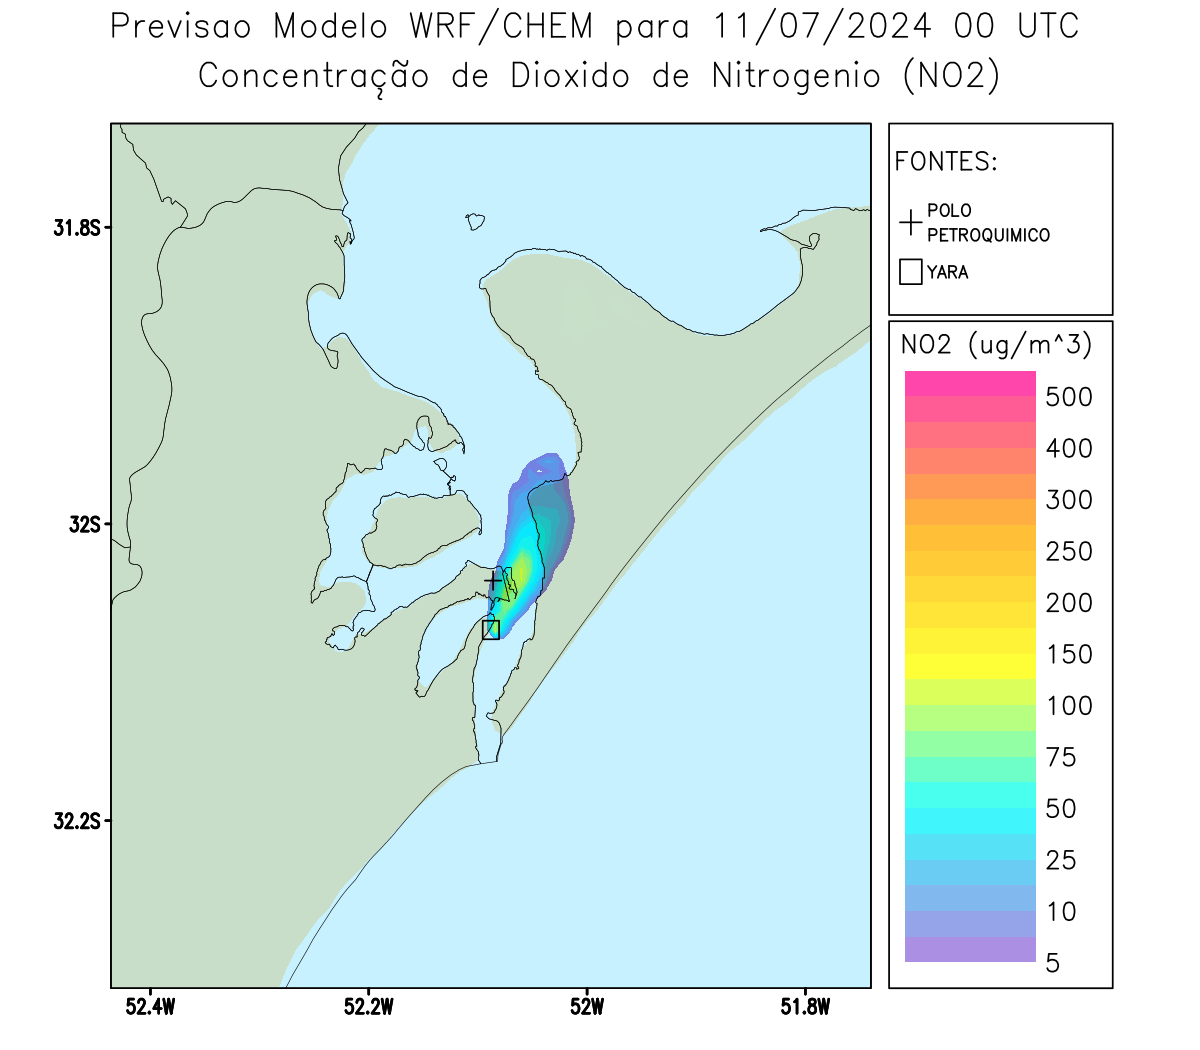 Previsao Modelo WRF/CHEM para 11/07/2024 00 UTC
Concentração de Dioxido de Nitrogenio (NO2)
FONTES:
POLO
PETROQUIMICO
YARA
NO2 (ug/m^3)
500
400
300
250
200
150
100
75
50
25
10
5
31.8S
32S
32.2S
52.4W
52.2W
52W
51.8W